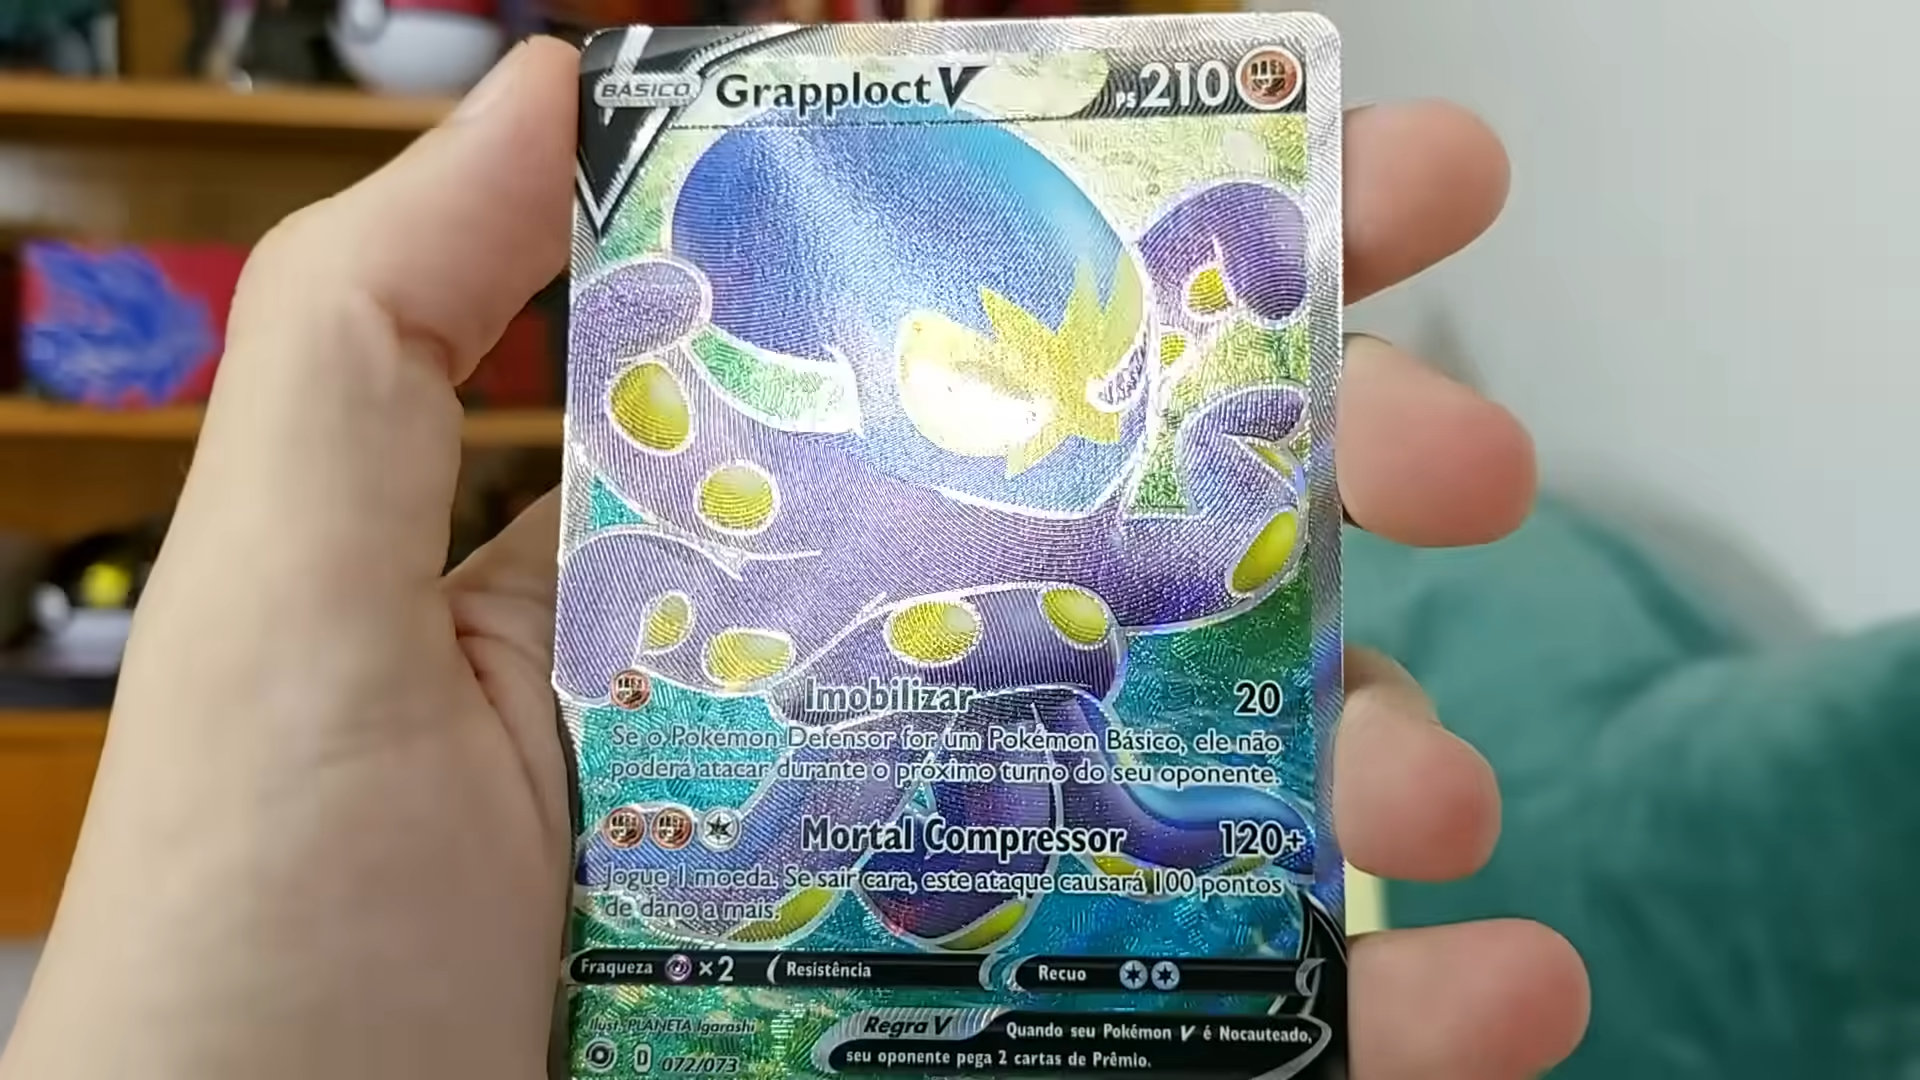 BÁSICO Grapploct V PS 210
Imobilizar 20
Se o Pokémon Defensor for um Pokémon Básico, ele não
poderá atacar durante o próximo turno do seu oponente.
Mortal Compressor 120+
Jogue 1 moeda. Se sair cara, este ataque causará 100 pontos
de dano a mais.
Fraqueza ×2 Resistência Recuo
Ilust. PLANETA Igarashi
D 072/073
Regra V Quando seu Pokémon V é Nocauteado,
seu oponente pega 2 cartas de Prêmio.